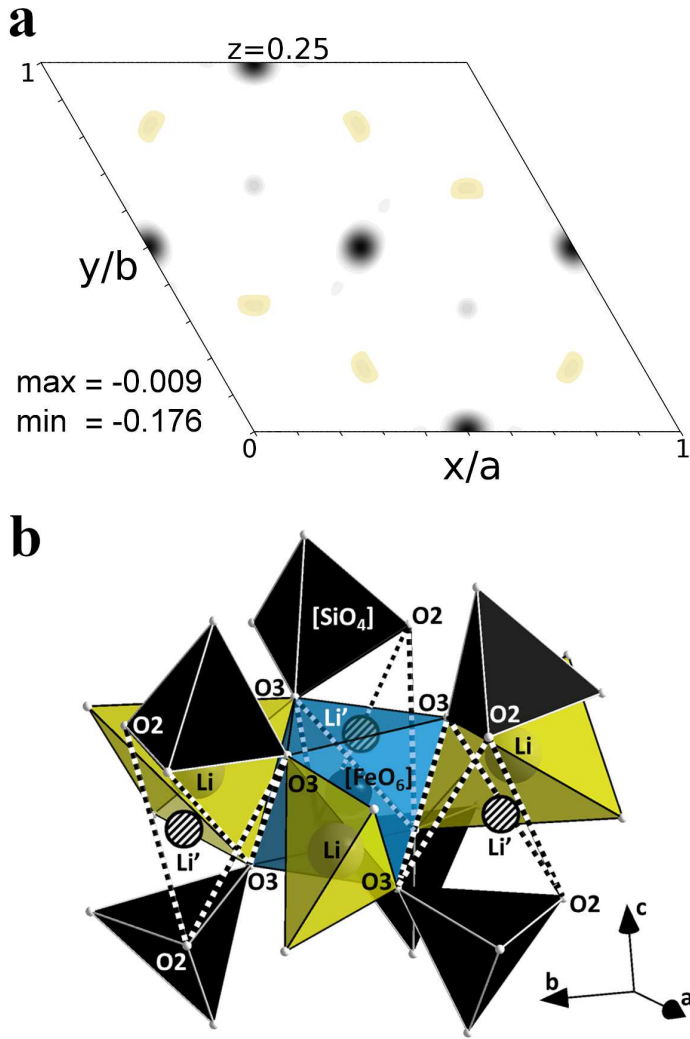 a
z=0.25
1
y/b
max = -0.009
min = -0.176
0
x/a
1
b
[SiO4]
O2
O3
O3
Li'
O2
O2
Li
O3
[FeO6]
Li
Li'
Li
Li'
O3
O3
O2
O2
c
b
a